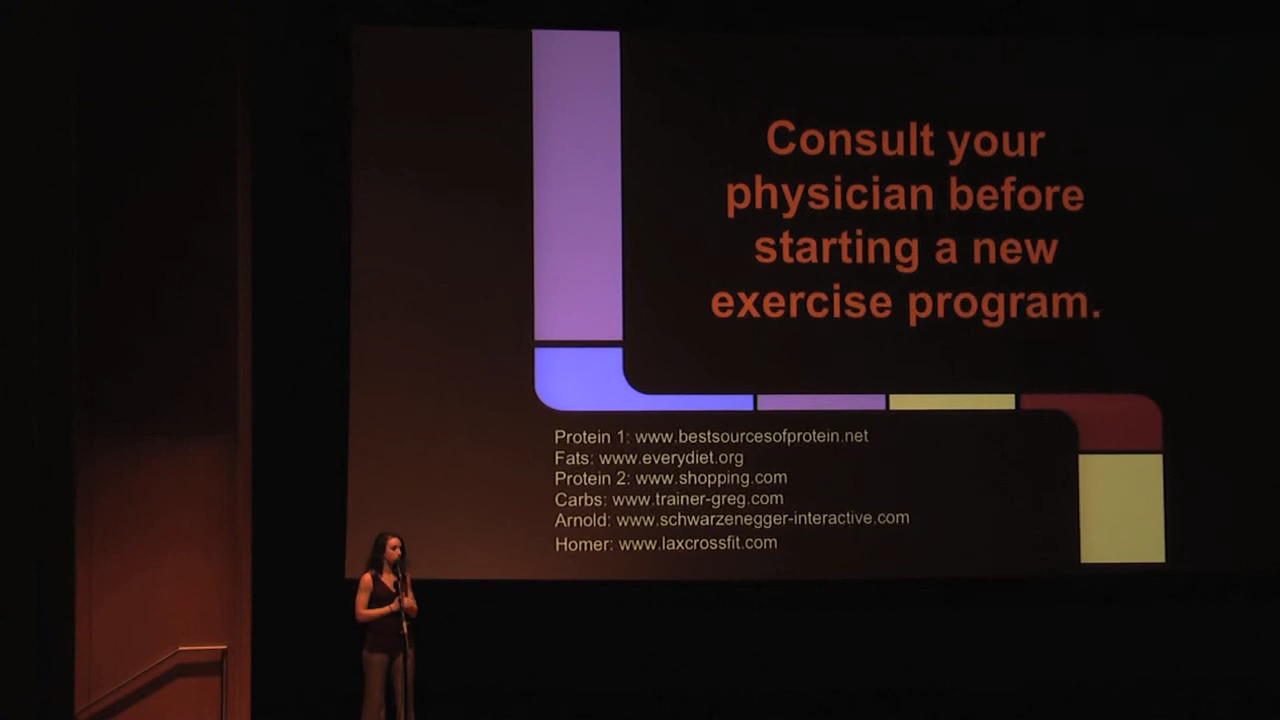 Consult your
physician before
starting a new
exercise program.
Protein 1: www.bestsourcesofprotein.net
Fats: www.everydiet.org
Protein 2: www.shopping.com
Carbs: www.trainer-greg.com
Arnold: www.schwarzenegger-interactive.com
Homer: www.laxcrossfit.com